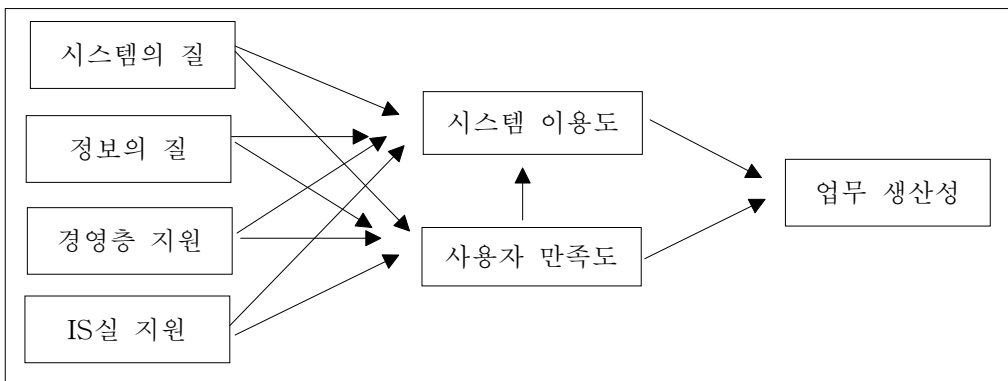 시스템의 질
정보의 질
경영층 지원
IS실 지원
시스템 이용도
사용자 만족도
업무 생산성